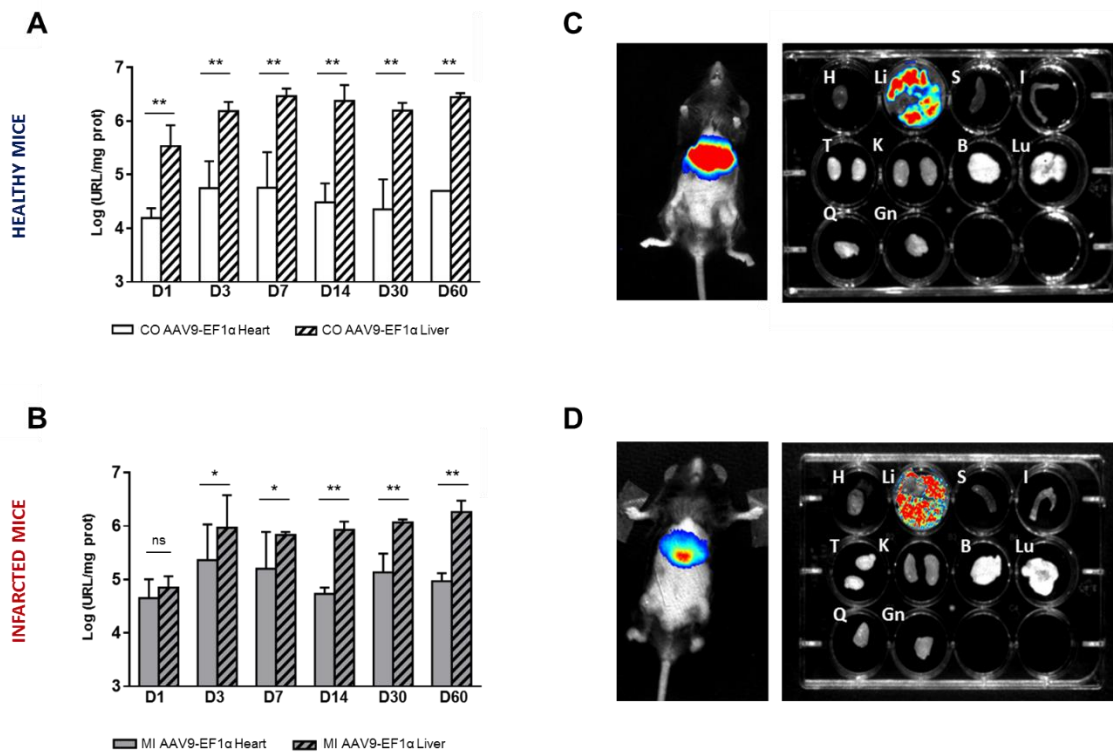 A
HEALTHY MICE
Log (URL/mg prot)
7
6
5
4
3
** ** ** ** ** **
D1 D3 D7 D14 D30 D60
CO AAV9-EF1α Heart CO AAV9-EF1α Liver
C
H Li S I
T K B Lu
Q Gn
B
INFARCTED MICE
Log (URL/mg prot)
7
6
5
4
3
ns * * ** ** **
D1 D3 D7 D14 D30 D60
MI AAV9-EF1α Heart MI AAV9-EF1α Liver
D
H Li S I
T K B Lu
Q Gn